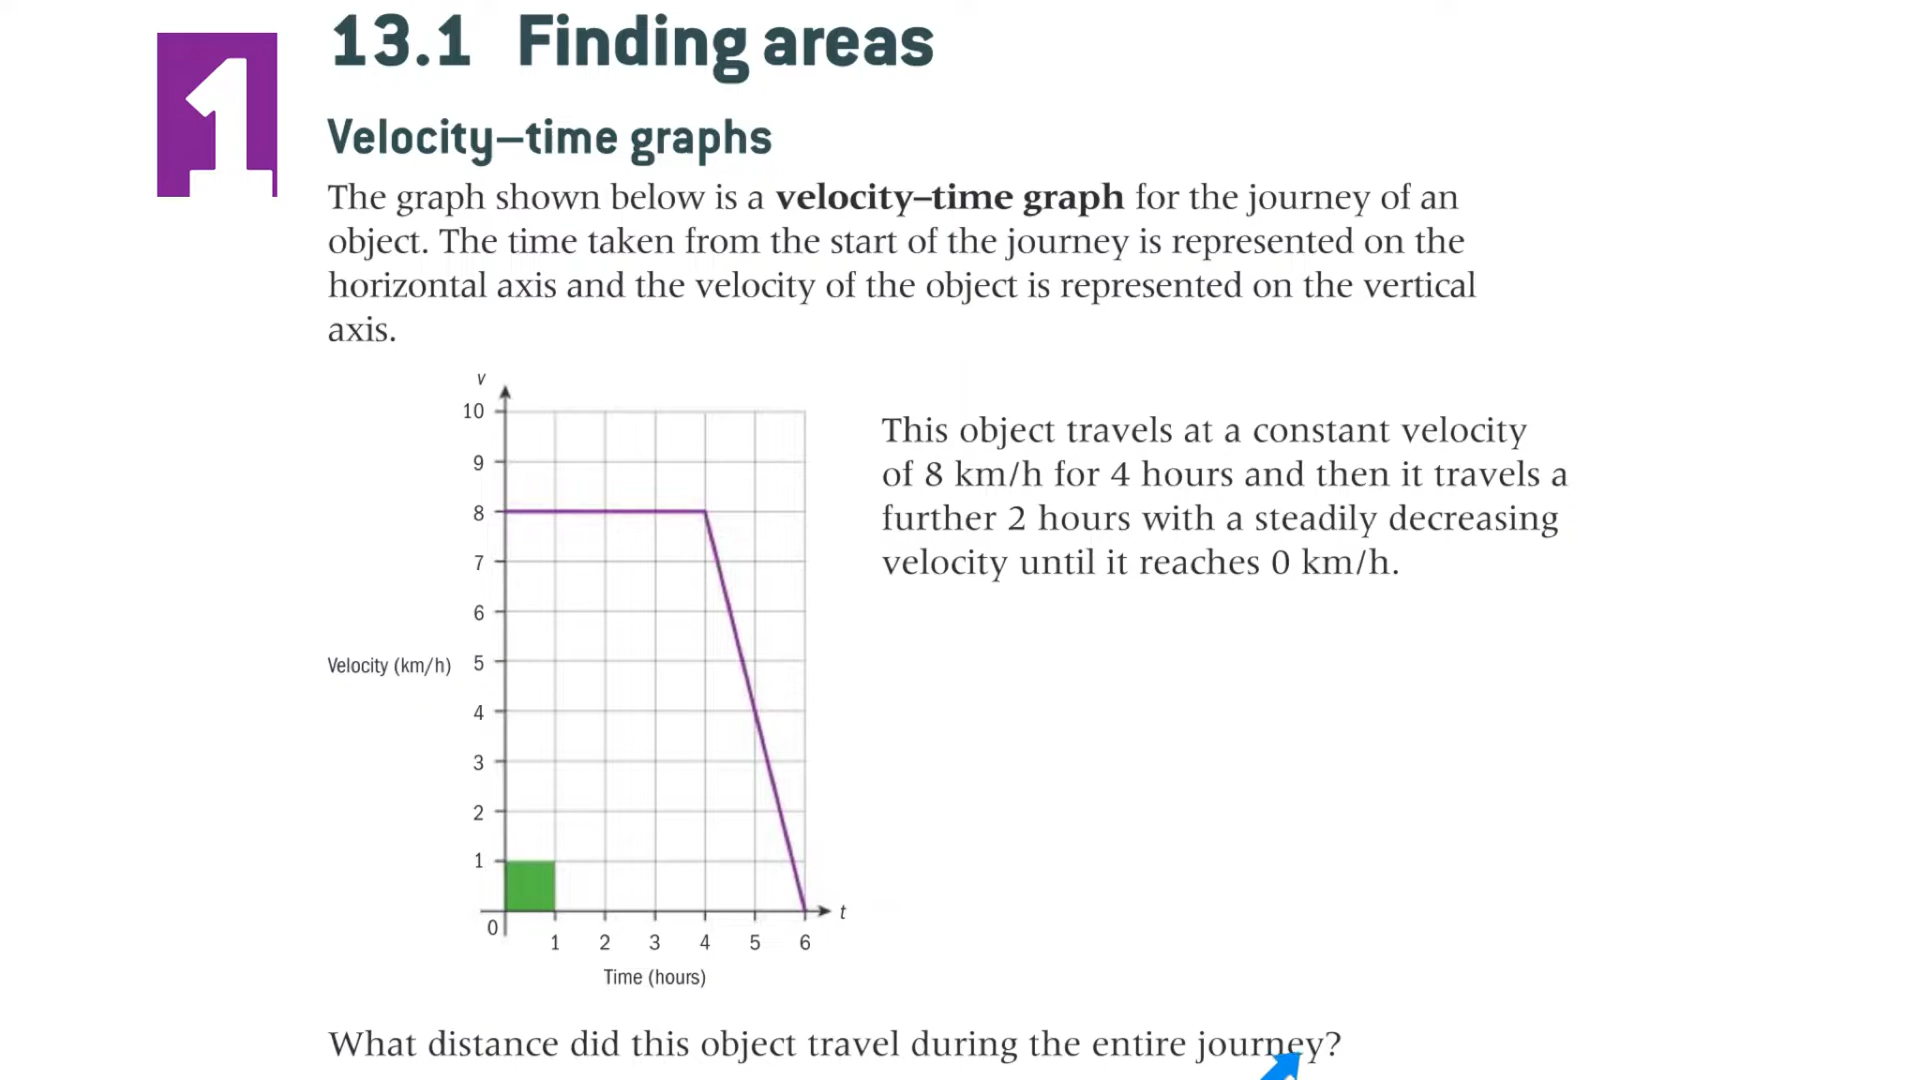 1
13.1 Finding areas
Velocity–time graphs
The graph shown below is a velocity–time graph for the journey of an
object. The time taken from the start of the journey is represented on the
horizontal axis and the velocity of the object is represented on the vertical
axis.
v
10
9
8
7
6
Velocity (km/h) 5
4
3
2
1
0
t
1 2 3 4 5 6
Time (hours)
This object travels at a constant velocity
of 8 km/h for 4 hours and then it travels a
further 2 hours with a steadily decreasing
velocity until it reaches 0 km/h.
What distance did this object travel during the entire journey?